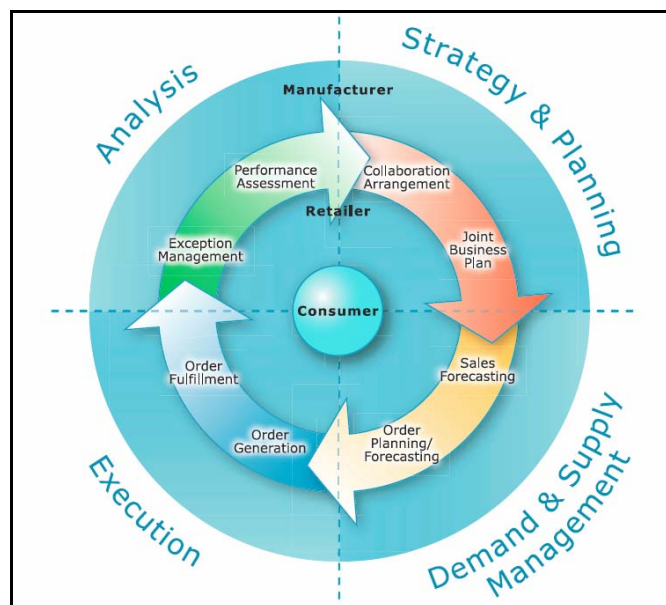 Analysis
Strategy & Planning
Manufacturer
Performance
Assessment
Collaboration
Arrangement
Retailer
Exception
Management
Joint
Business
Plan
Consumer
Order
Fulfillment
Sales
Forecasting
Order
Generation
Order
Planning/
Forecasting
Execution
Demand & Supply
Management